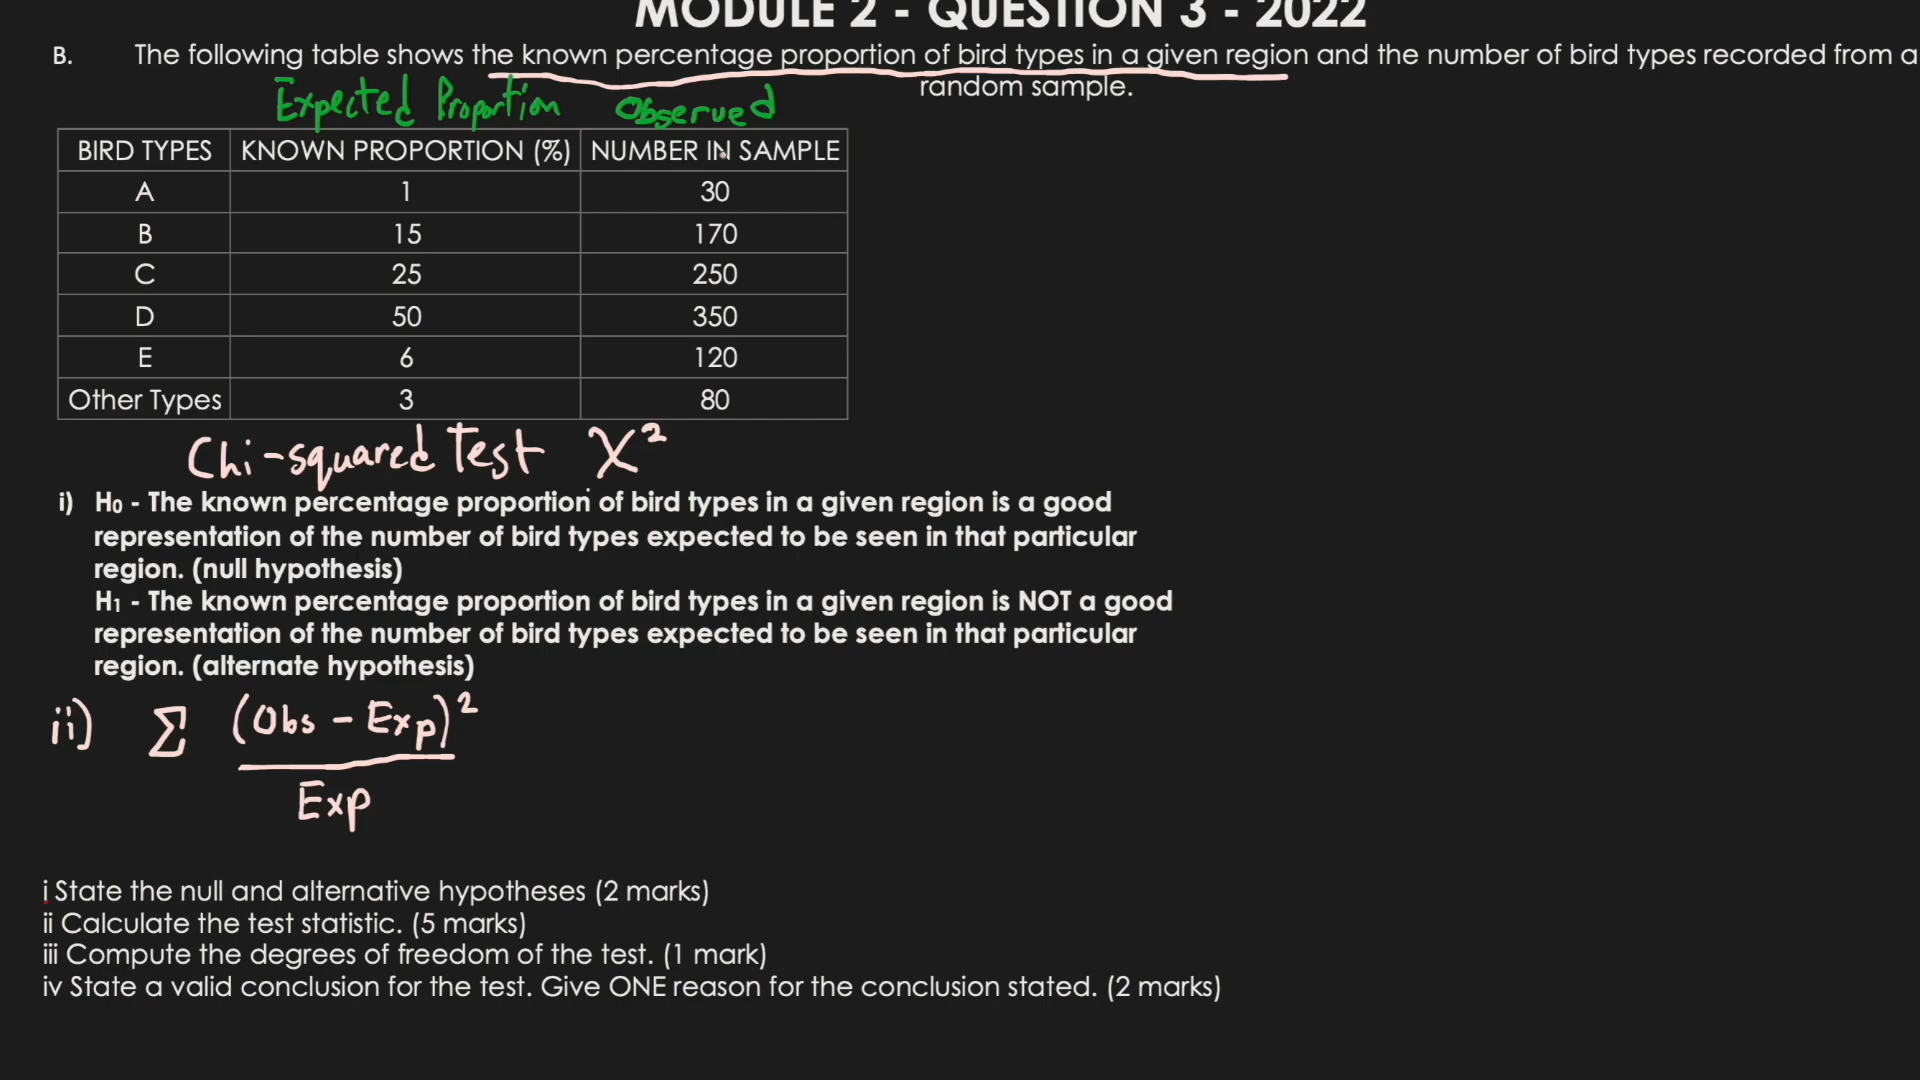 MODULE 2 - QUESTION 3 - 2022
B. The following table shows the known percentage proportion of bird types in a given region and the number of bird types recorded from a
random sample.
Expected Proportion Observed
BIRD TYPES KNOWN PROPORTION (%) NUMBER IN SAMPLE
A 1 30
B 15 170
C 25 250
D 50 350
E 6 120
Other Types 3 80
Chi-squared Test X²
i) H₀ - The known percentage proportion of bird types in a given region is a good
representation of the number of bird types expected to be seen in that particular
region. (null hypothesis)
H₁ - The known percentage proportion of bird types in a given region is NOT a good
representation of the number of bird types expected to be seen in that particular
region. (alternate hypothesis)
ii) Σ (Obs - Exp)²
Exp
i State the null and alternative hypotheses (2 marks)
ii Calculate the test statistic. (5 marks)
iii Compute the degrees of freedom of the test. (1 mark)
iv State a valid conclusion for the test. Give ONE reason for the conclusion stated. (2 marks)